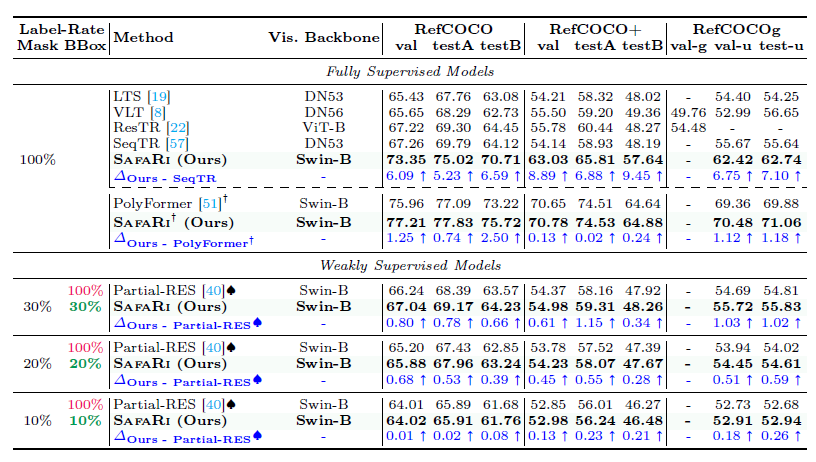 Label-Rate Method Vis. Backbone RefCOCO RefCOCO+ RefCOCOg
Mask BBox val testA testB val testA testB val-g val-u test-u
Fully Supervised Models
LTS [19] DN53 65.43 67.76 63.08 54.21 58.32 48.02 - 54.40 54.25
VLT [8] DN56 65.65 68.29 62.73 55.50 59.20 49.36 49.76 52.99 56.65
ResTR [22] ViT-B 67.22 69.30 64.45 55.78 60.44 48.27 54.48 - -
100% SeqTR [57] DN53 67.26 69.79 64.12 54.14 58.93 48.19 - 55.67 55.64
SAFARI (Ours) Swin-B 73.35 75.02 70.71 63.03 65.81 57.64 - 62.42 62.74
ΔOurs - SeqTR - 6.09 ↑ 5.23 ↑ 6.59 ↑ 8.89 ↑ 6.88 ↑ 9.45 ↑ - 6.75 ↑ 7.10 ↑
PolyFormer [51]† Swin-B 75.96 77.09 73.22 70.65 74.51 64.64 - 69.36 69.88
SAFARI† (Ours) Swin-B 77.21 77.83 75.72 70.78 74.53 64.88 - 70.48 71.06
ΔOurs - PolyFormer† - 1.25 ↑ 0.74 ↑ 2.50 ↑ 0.13 ↑ 0.02 ↑ 0.24 ↑ - 1.12 ↑ 1.18 ↑
Weakly Supervised Models
100% Partial-RES [40]♠ Swin-B 66.24 68.39 63.57 54.37 58.16 47.92 - 54.69 54.81
30% 30% SAFARI (Ours) Swin-B 67.04 69.17 64.23 54.98 59.31 48.26 - 55.72 55.83
ΔOurs - Partial-RES♠ - 0.80 ↑ 0.78 ↑ 0.66 ↑ 0.61 ↑ 1.15 ↑ 0.34 ↑ - 1.03 ↑ 1.02 ↑
100% Partial-RES [40]♠ Swin-B 65.20 67.43 62.85 53.78 57.52 47.39 - 53.94 54.02
20% 20% SAFARI (Ours) Swin-B 65.88 67.96 63.24 54.23 58.07 47.67 - 54.45 54.61
ΔOurs - Partial-RES♠ - 0.68 ↑ 0.53 ↑ 0.39 ↑ 0.45 ↑ 0.55 ↑ 0.28 ↑ - 0.51 ↑ 0.59 ↑
100% Partial-RES [40]♠ Swin-B 64.01 65.89 61.68 52.85 56.01 46.27 - 52.73 52.68
10% 10% SAFARI (Ours) Swin-B 64.02 65.91 61.76 52.98 56.24 46.48 - 52.91 52.94
ΔOurs - Partial-RES♠ - 0.01 ↑ 0.02 ↑ 0.08 ↑ 0.13 ↑ 0.23 ↑ 0.21 ↑ - 0.18 ↑ 0.26 ↑